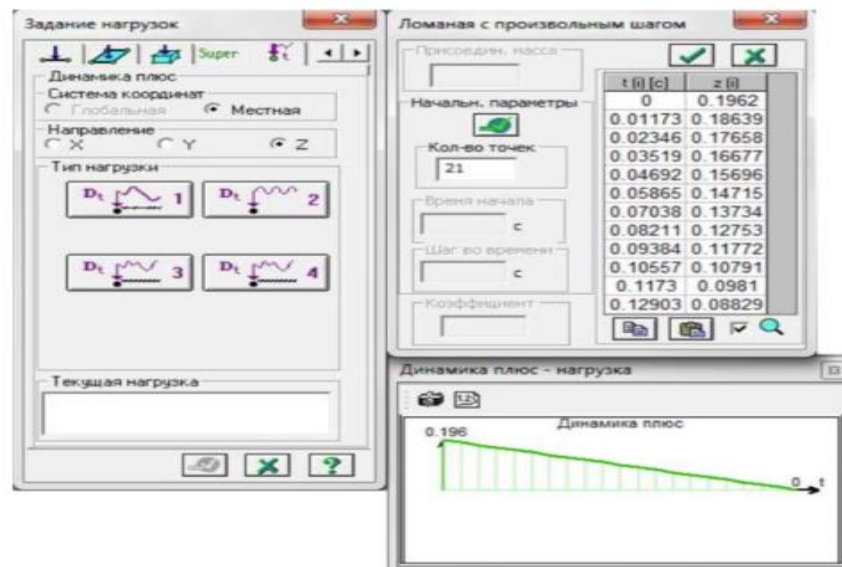 Задание нагрузок
Super
Динамика плюс
Система координат
Глобальная Местная
Направление
X Y Z
Тип нагрузки
Dt 1 Dt 2
Dt 3 Dt 4
Текущая нагрузка
?
Ломаная с произвольным шагом
Присоедин. масса
Начальн. параметры
Кол-во точек
21
Время начала
с
Шаг во времени
с
Коэффициент
t [i] [c] z [i]
0 0.1962
0.01173 0.18639
0.02346 0.17658
0.03519 0.16677
0.04692 0.15696
0.05865 0.14715
0.07038 0.13734
0.08211 0.12753
0.09384 0.11772
0.10557 0.10791
0.1173 0.0981
0.12903 0.08829
Динамика плюс - нагрузка
Динамика плюс
0.196
0 t